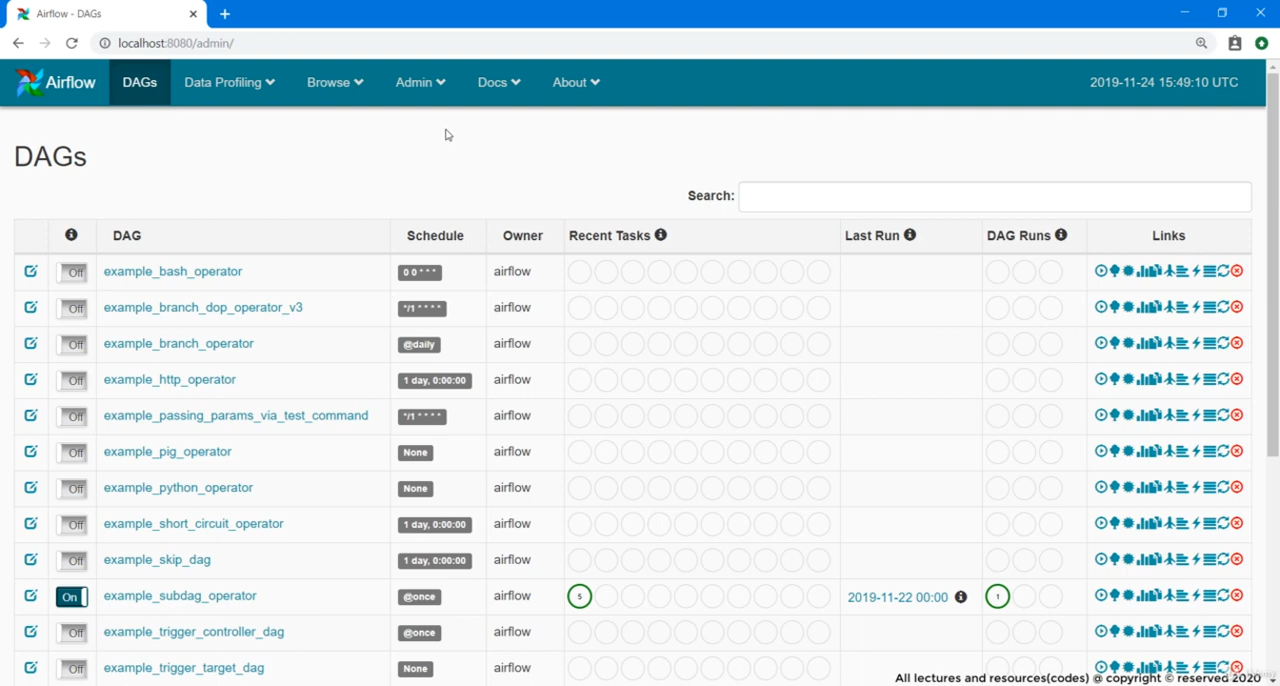 Airflow - DAGs
localhost:8080/admin/
Airflow DAGs Data Profiling Browse Admin Docs About 2019-11-24 15:49:10 UTC
DAGs
Search:
DAG Schedule Owner Recent Tasks Last Run DAG Runs Links
Off example_bash_operator 0 0 * * * airflow
Off example_branch_dop_operator_v3 */1 * * * * airflow
Off example_branch_operator @daily airflow
Off example_http_operator 1 day, 0:00:00 airflow
Off example_passing_params_via_test_command */1 * * * * airflow
Off example_pig_operator None airflow
Off example_python_operator None airflow
Off example_short_circuit_operator 1 day, 0:00:00 airflow
Off example_skip_dag 1 day, 0:00:00 airflow
On example_subdag_operator @once airflow 5 2019-11-22 00:00 1
Off example_trigger_controller_dag @once airflow
Off example_trigger_target_dag None airflow
All lectures and resources(codes) @ copyright © reserved 2020